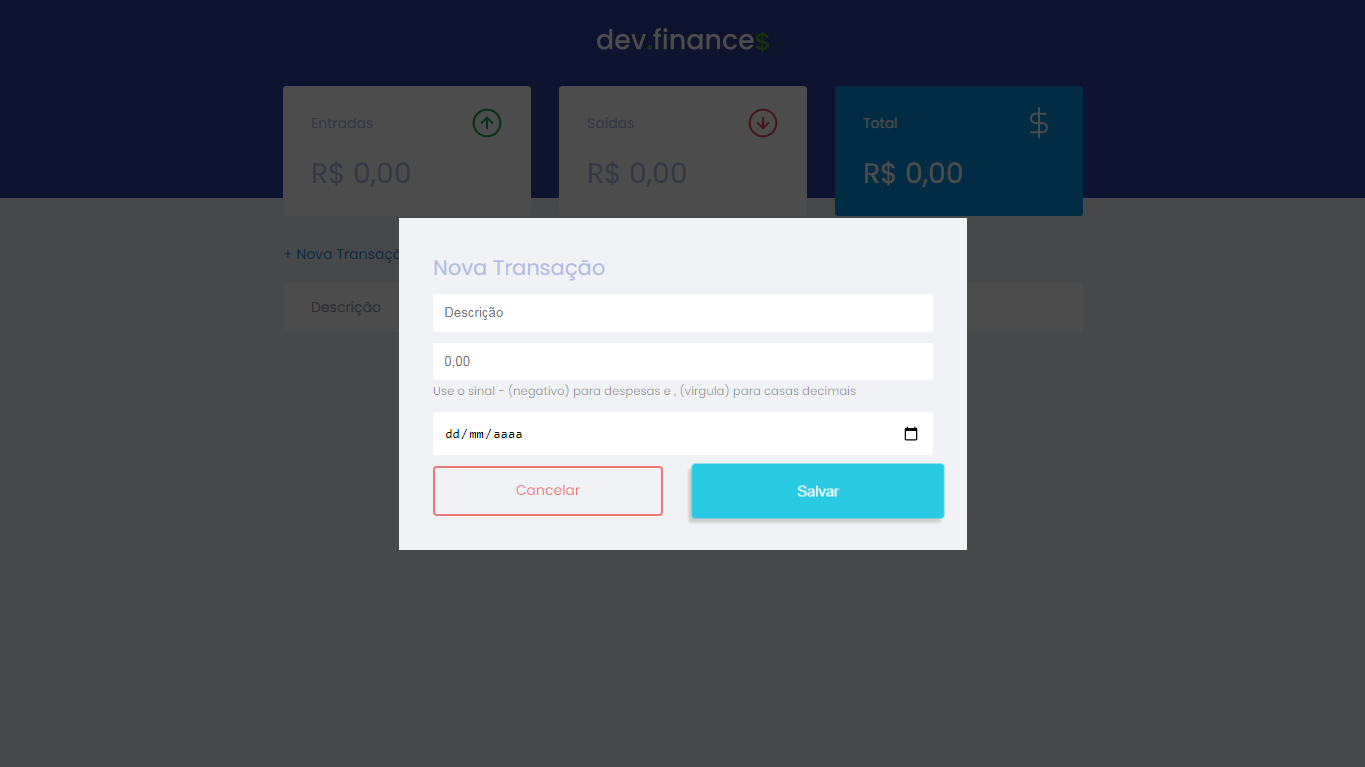 dev.finance$
Entradas
R$ 0,00
Saídas
R$ 0,00
Total
R$ 0,00
+ Nova Transaçã
Descrição
Nova Transação
Descrição
0,00
Use o sinal - (negativo) para despesas e , (vírgula) para casas decimais
dd/mm/aaaa
Cancelar
Salvar